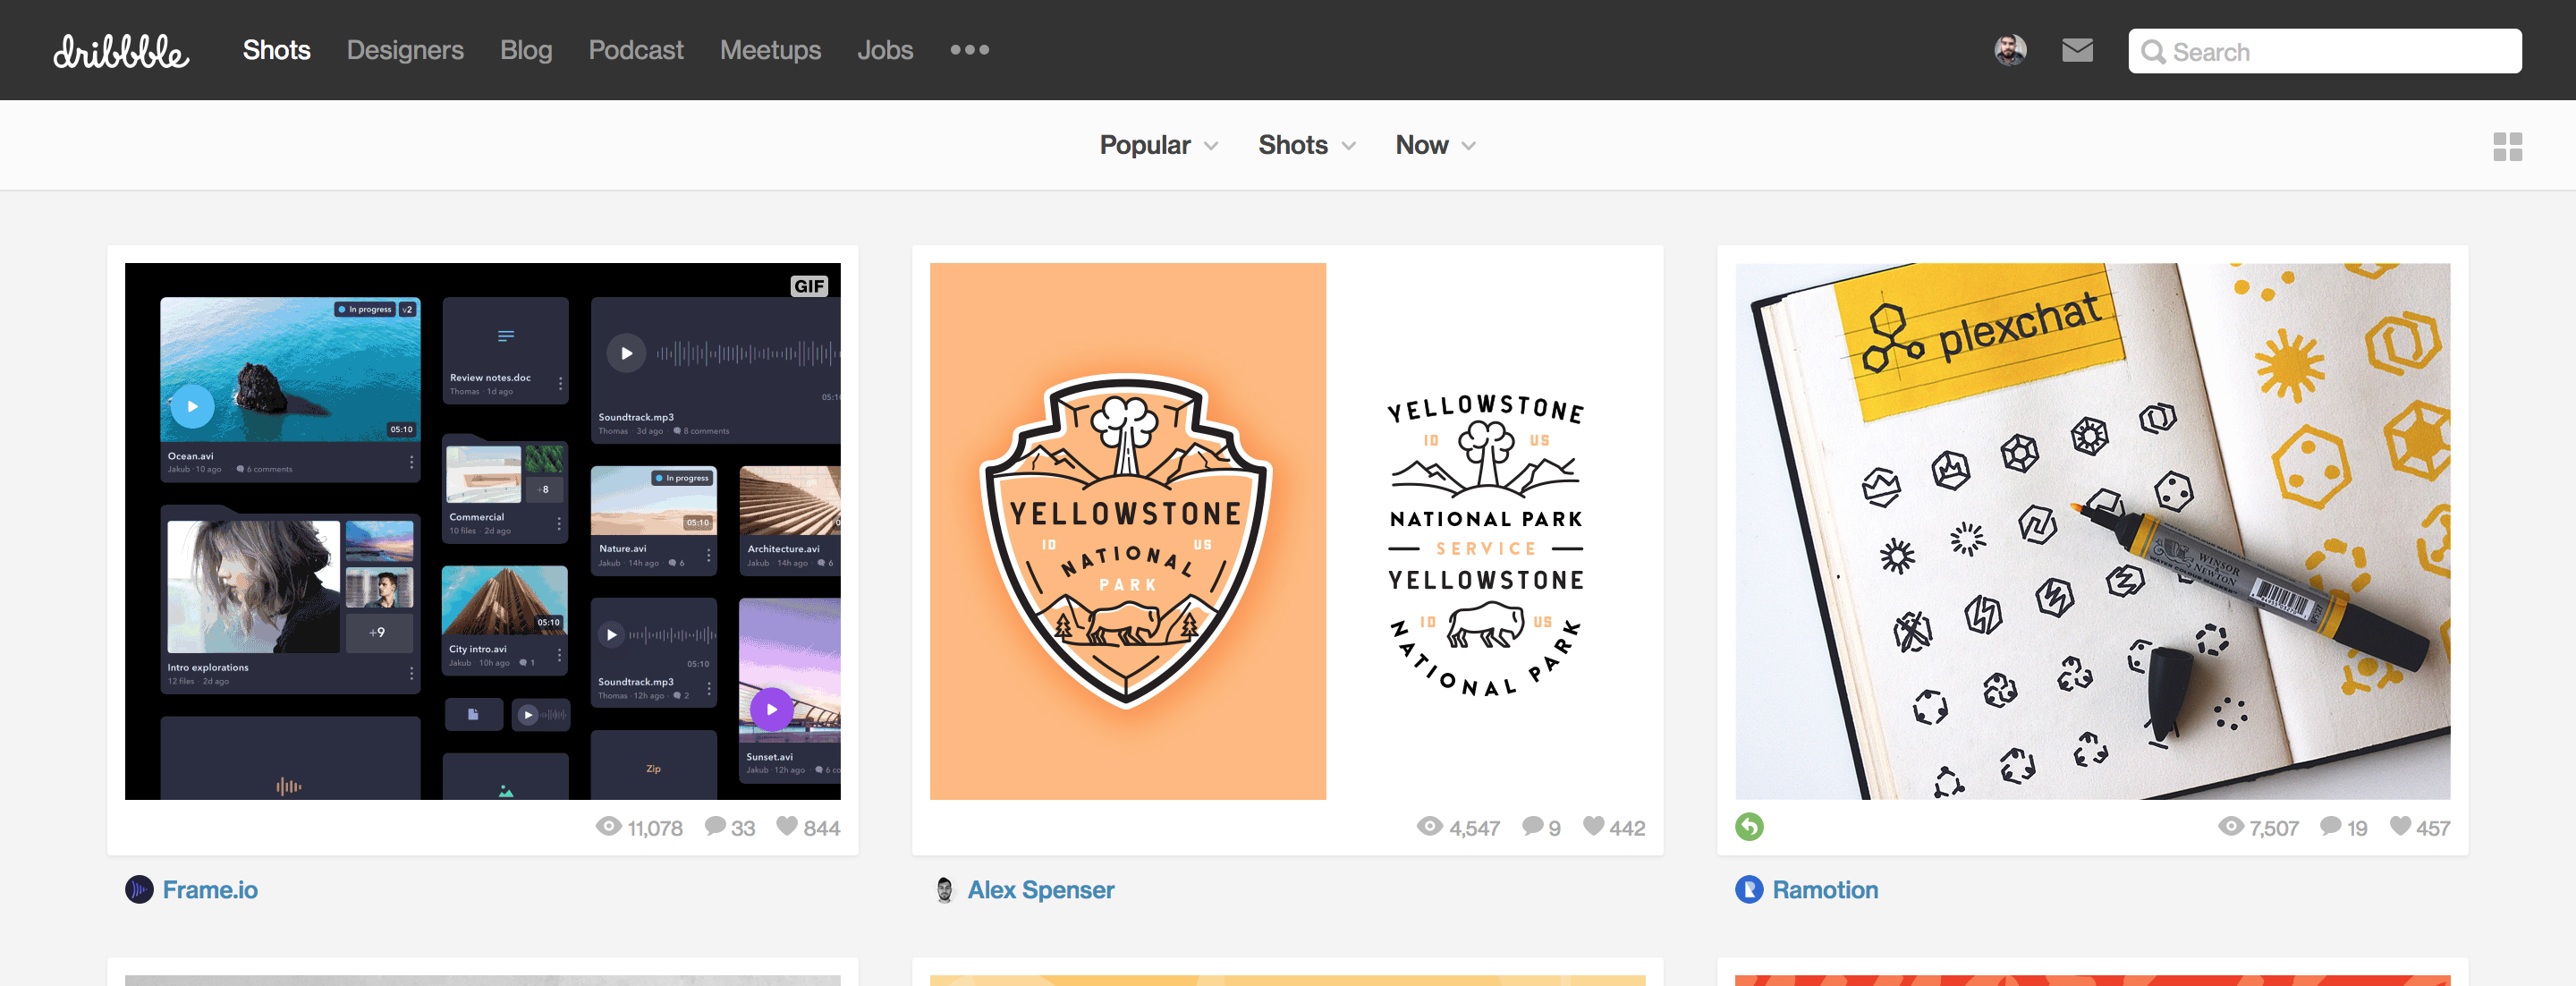 dribbble Shots Designers Blog Podcast Meetups Jobs ••• Search
Popular Shots Now
GIF
In progress v2
05:10
Ocean.avi
Jakub · 10 ago 6 comments
Review notes.doc
Thomas · 1d ago
05:1
Soundtrack.mp3
Thomas · 3d ago 8 comments
+8
Commercial
10 files · 2d ago
In progress
05:10
Nature.avi
Jakub · 14h ago 6
0
Architecture.avi
Jakub · 14h ago 6
+9
Intro explorations
12 files · 2d ago
05:10
City intro.avi
Jakub · 10h ago 1
05:10
Soundtrack.mp3
Thomas · 12h ago 2
Sunset.avi
Jakub · 12h ago 6 co
Zip
11,078 33 844
Frame.io
YELLOWSTONE
ID US
NATIONAL
PARK
YELLOWSTONE
ID US
NATIONAL PARK
SERVICE
YELLOWSTONE
ID US
NATIONAL PARK
4,547 9 442
Alex Spenser
plexchat
WINSOR
& NEWTON
WATER COLOUR MARKER
7,507 19 457
Ramotion